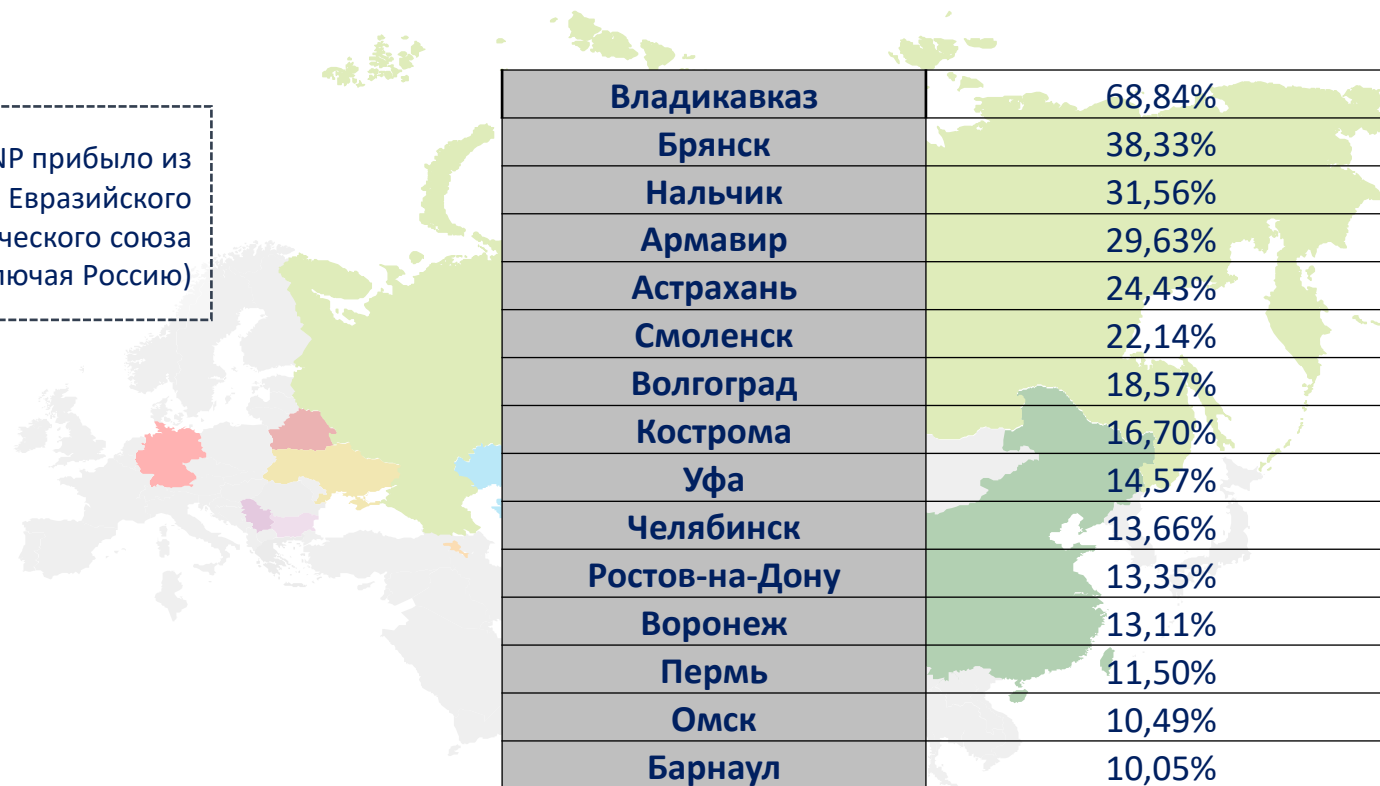 NP прибыло из
Евразийского
ческого союза
лючая Россию)
Владикавказ 68,84%
Брянск 38,33%
Нальчик 31,56%
Армавир 29,63%
Астрахань 24,43%
Смоленск 22,14%
Волгоград 18,57%
Кострома 16,70%
Уфа 14,57%
Челябинск 13,66%
Ростов-на-Дону 13,35%
Воронеж 13,11%
Пермь 11,50%
Омск 10,49%
Барнаул 10,05%